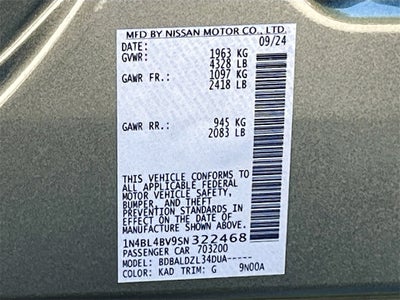 MFD BY NISSAN MOTOR CO., LTD.
DATE: 09/24
GVWR: 1963 KG
4328 LB
GAWR FR.: 1097 KG
2418 LB
GAWR RR.: 945 KG
2083 LB
THIS VEHICLE CONFORMS TO
ALL APPLICABLE FEDERAL
MOTOR VEHICLE SAFETY,
BUMPER, AND THEFT
PREVENTION STANDARDS IN
EFFECT ON THE DATE OF
MANUFACTURE SHOWN ABOVE.
1N4BL4BV9SN322468
PASSENGER CAR 703200
MODEL: BDBALDZL34DUA-----
COLOR: KAD TRIM: G 9N00A